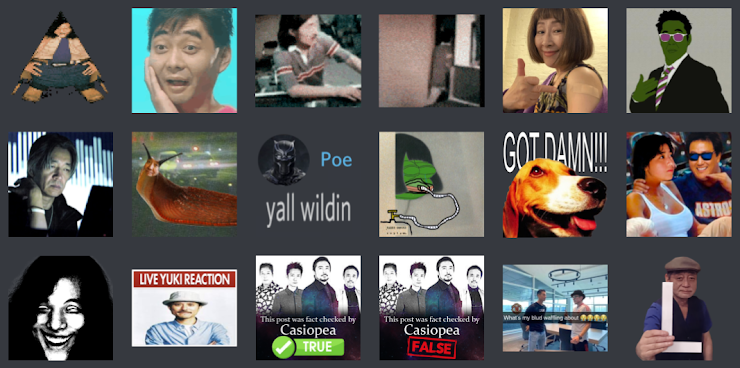 Poe
yall wildin
GOT DAMN!!!
ASTRO
LIVE YUKI REACTION
This post was fact checked by
Casiopea
TRUE
This post was fact checked by
Casiopea
FALSE
What's my blud waffling about 😂😂😂😂